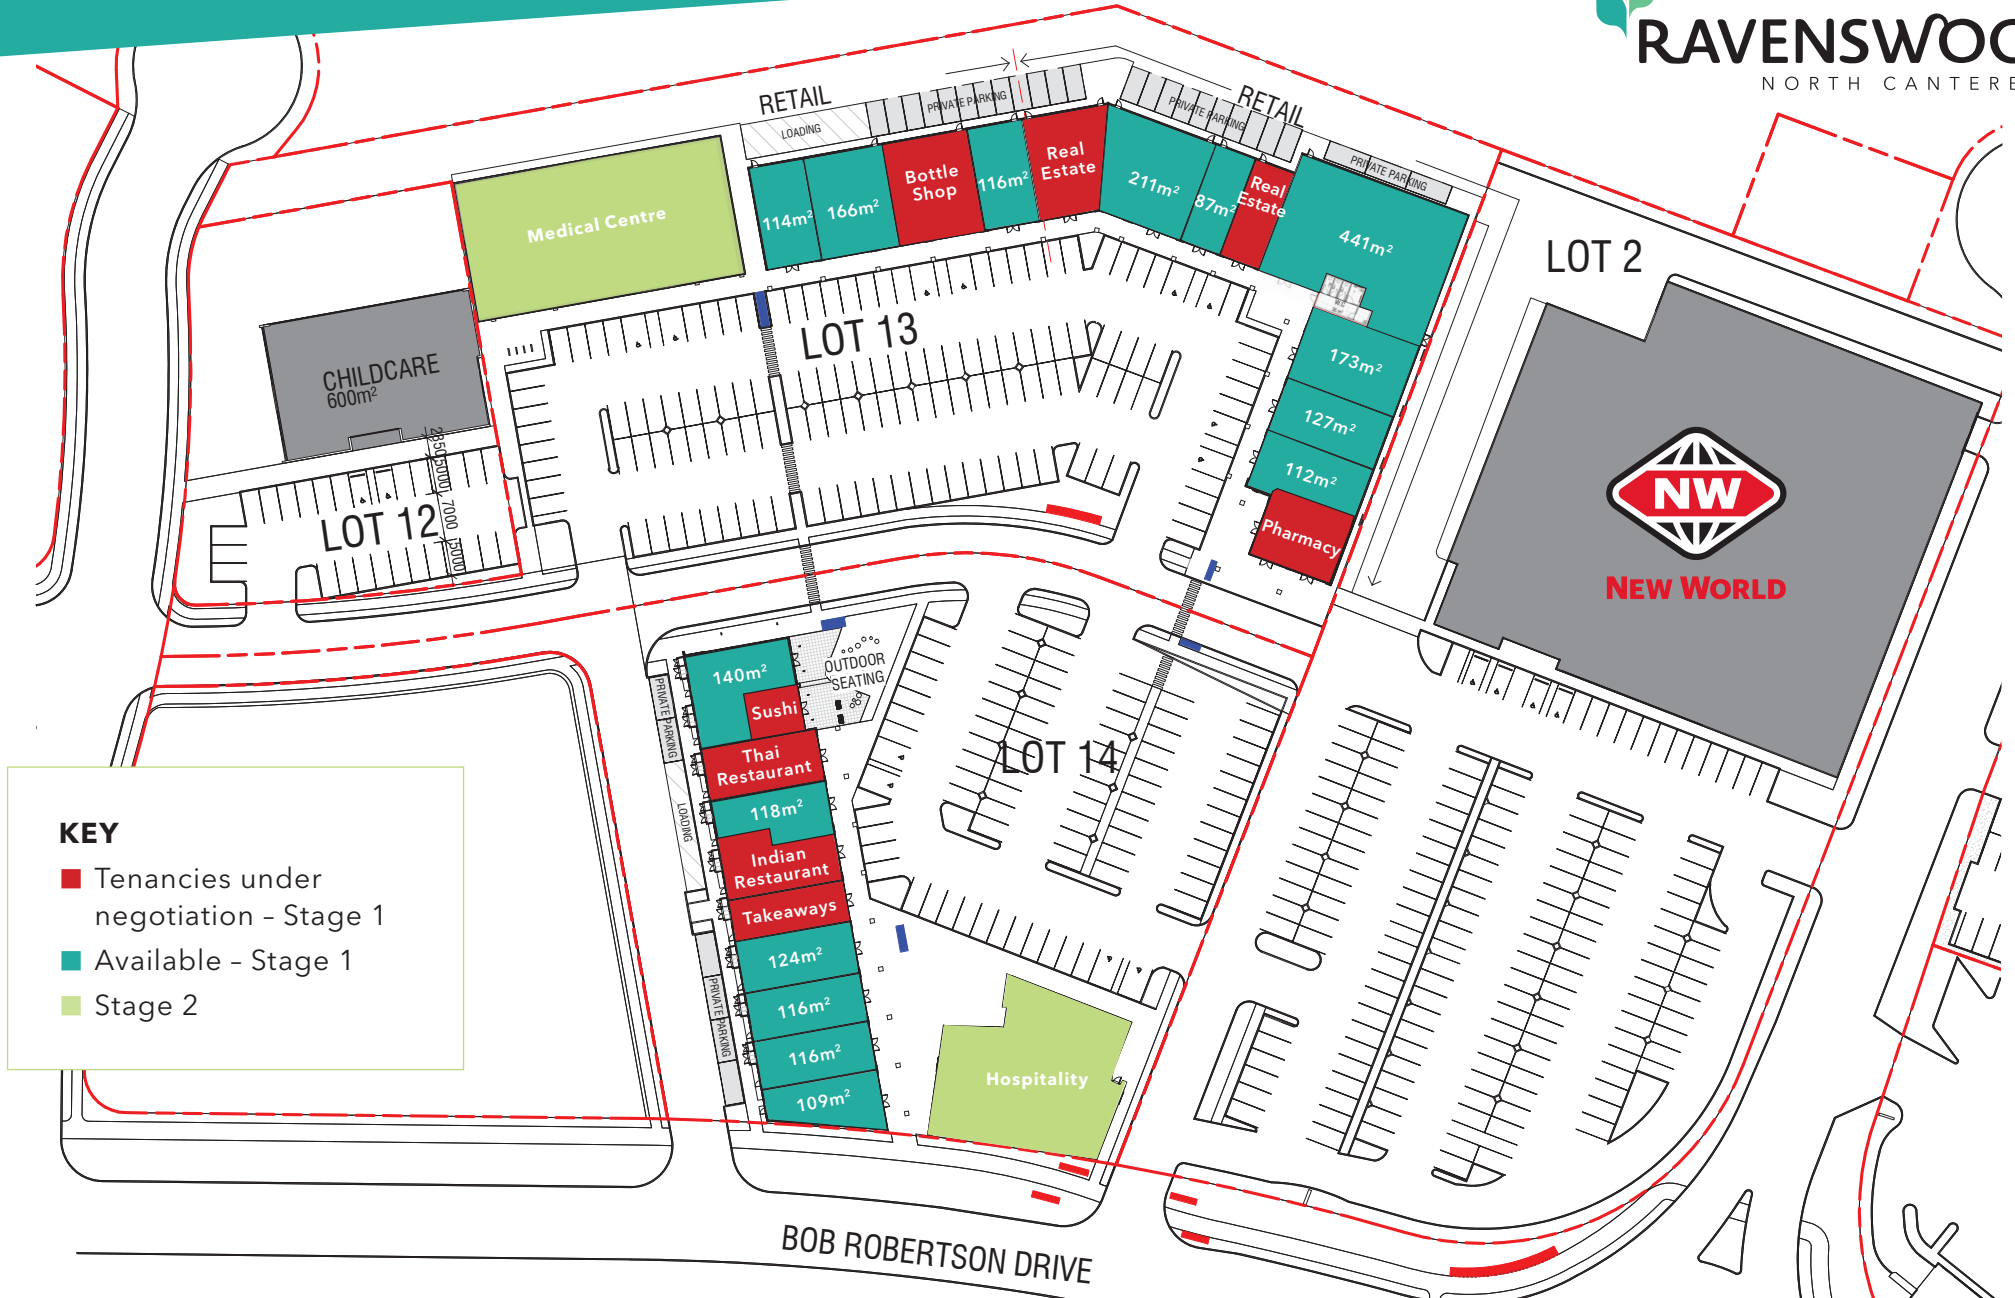 RAVENSWOO
NORTH CANTERB
RETAIL
LOADING
PRIVATE PARKING
PRIVATE PARKING
RETAIL
PRIVATE PARKING
Medical Centre
114m²
166m²
Bottle
Shop
116m²
Real
Estate
211m²
87m²
Real
Estate
441m²
LOT 2
LOT 13
CHILDCARE
600m²
173m²
127m²
112m²
Pharmacy
NW
NEW WORLD
LOT 12
5000
7000
5000
140m²
OUTDOOR
SEATING
Sushi
PRIVATE PARKING
Thai
Restaurant
LOT 14
118m²
LOADING
Indian
Restaurant
Takeaways
124m²
116m²
PRIVATE PARKING
116m²
109m²
Hospitality
KEY
Tenancies under
negotiation – Stage 1
Available – Stage 1
Stage 2
BOB ROBERTSON DRIVE